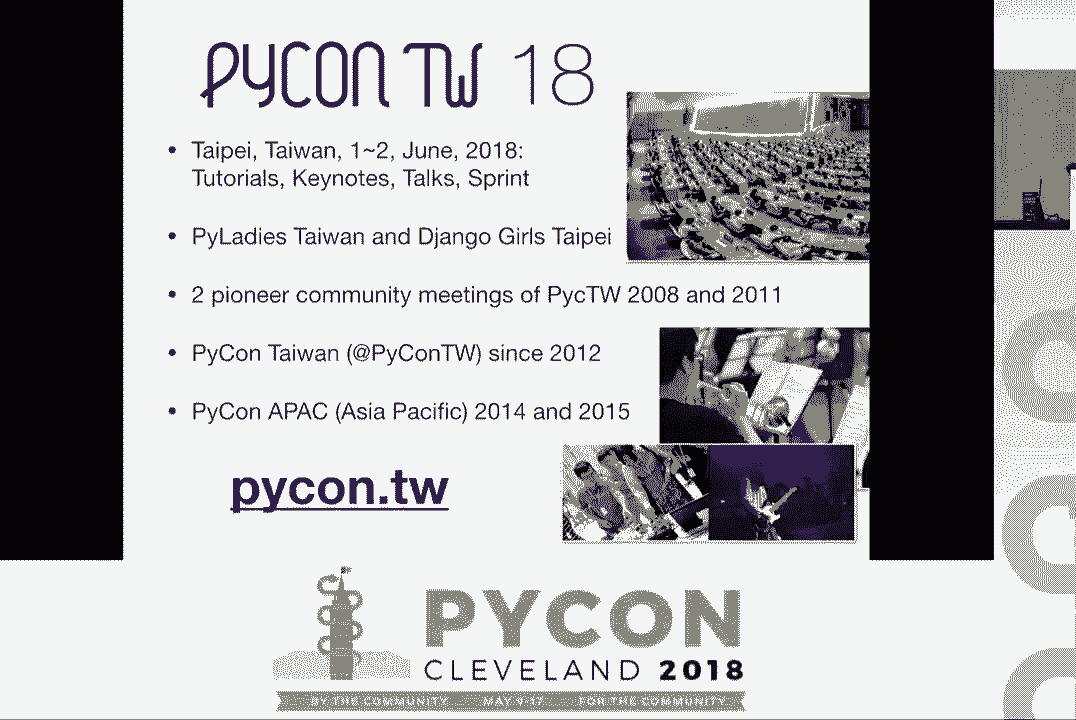 PYCON TW 18
• Taipei, Taiwan, 1~2, June, 2018:
Tutorials, Keynotes, Talks, Sprint
• PyLadies Taiwan and Django Girls Taipei
• 2 pioneer community meetings of PycTW 2008 and 2011
• PyCon Taiwan (@PyConTW) since 2012
• PyCon APAC (Asia Pacific) 2014 and 2015
pycon.tw
PYCON
CLEVELAND 2018
BY THE COMMUNITY MAY 9-17 FOR THE COMMUNITY